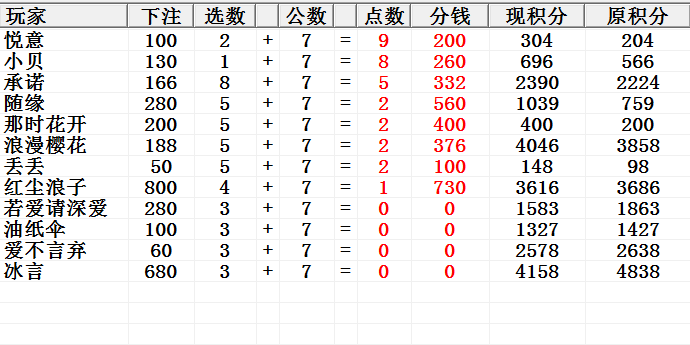 玩家 下注 选数 公数 点数 分钱 现积分 原积分
悦意 100 2 + 7 = 9 200 304 204
小贝 130 1 + 7 = 8 260 696 566
承诺 166 8 + 7 = 5 332 2390 2224
随缘 280 5 + 7 = 2 560 1039 759
那时花开 200 5 + 7 = 2 400 400 200
浪漫樱花 188 5 + 7 = 2 376 4046 3858
丢丢 50 5 + 7 = 2 100 148 98
红尘浪子 800 4 + 7 = 1 730 3616 3686
若爱请深爱 280 3 + 7 = 0 0 1583 1863
油纸伞 100 3 + 7 = 0 0 1327 1427
爱不言弃 60 3 + 7 = 0 0 2578 2638
冰言 680 3 + 7 = 0 0 4158 4838